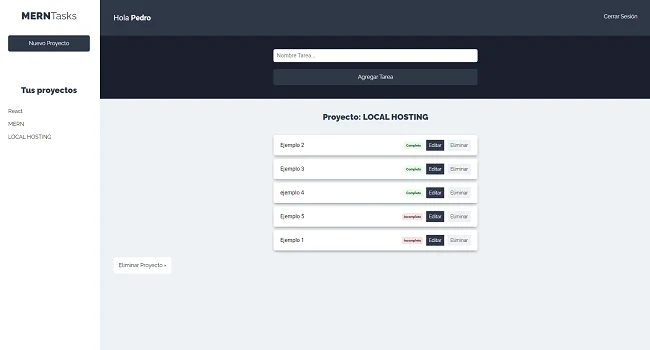 MERNTasks
Nuevo Proyecto
Tus proyectos
React
MERN
LOCAL HOSTING
Hola Pedro
Cerrar Sesión
Nombre Tarea...
Agregar Tarea
Proyecto: LOCAL HOSTING
Ejemplo 2 Completo Editar Eliminar
Ejemplo 3 Completo Editar Eliminar
ejemplo 4 Completo Editar Eliminar
Ejemplo 5 Incompleto Editar Eliminar
Ejemplo 1 Incompleto Editar Eliminar
Eliminar Proyecto ×